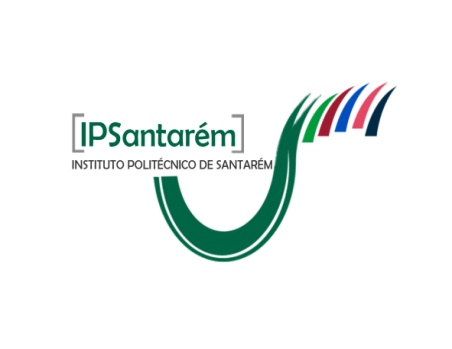 [IPSantarém]
INSTITUTO POLITÉCNICO DE SANTARÉM